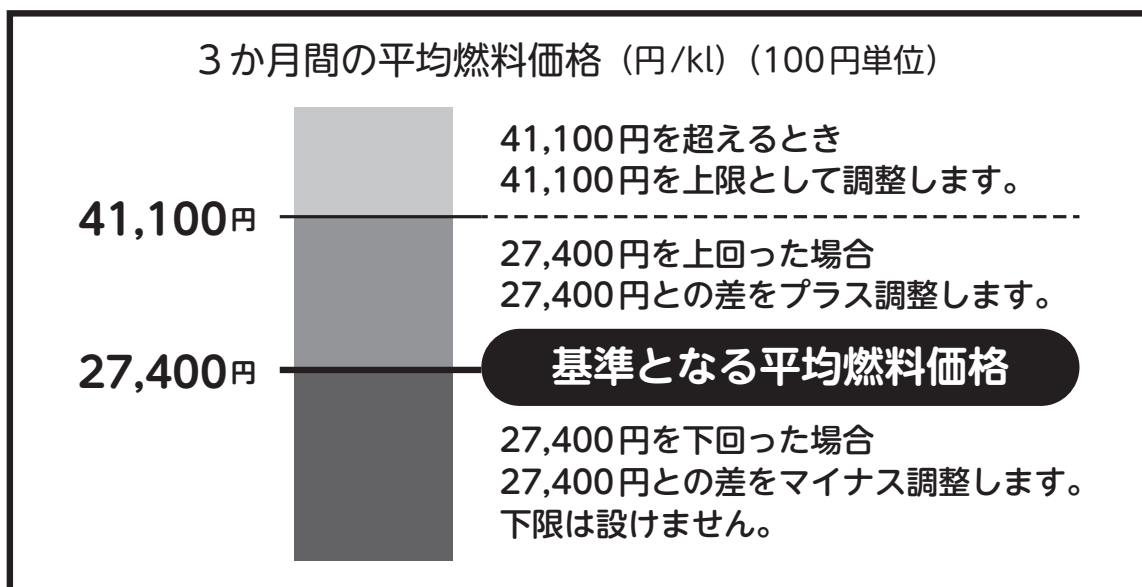 ３か月間の平均燃料価格（円/kl）（100円単位）
41,100円を超えるとき
41,100円を上限として調整します。
41,100円
27,400円を上回った場合
27,400円との差をプラス調整します。
27,400円
基準となる平均燃料価格
27,400円を下回った場合
27,400円との差をマイナス調整します。
下限は設けません。